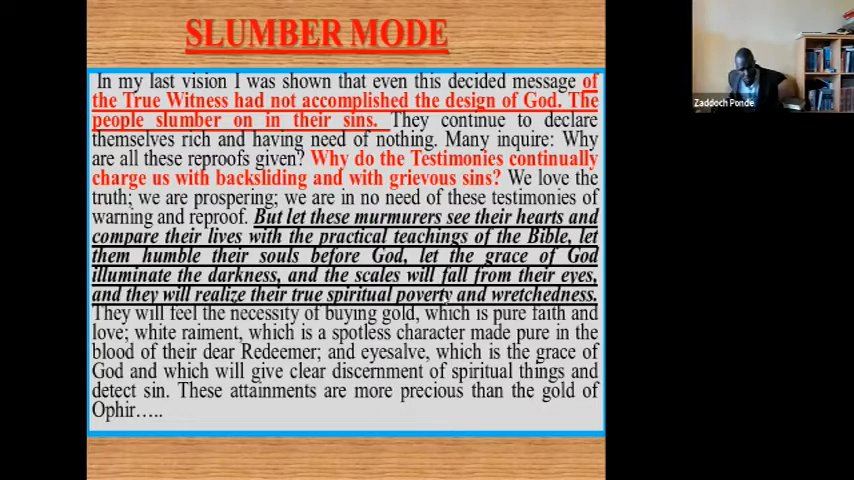 SLUMBER MODE
In my last vision I was shown that even this decided message of
the True Witness had not accomplished the design of God. The
people slumber on in their sins. They continue to declare
themselves rich and having need of nothing. Many inquire: Why
are all these reproofs given? Why do the Testimonies continually
charge us with backsliding and with grievous sins? We love the
truth; we are prospering; we are in no need of these testimonies of
warning and reproof. But let these murmurers see their hearts and
compare their lives with the practical teachings of the Bible, let
them humble their souls before God, let the grace of God
illuminate the darkness, and the scales will fall from their eyes,
and they will realize their true spiritual poverty and wretchedness.
They will feel the necessity of buying gold, which is pure faith and
love; white raiment, which is a spotless character made pure in the
blood of their dear Redeemer; and eyesalve, which is the grace of
God and which will give clear discernment of spiritual things and
detect sin. These attainments are more precious than the gold of
Ophir…..
Zaddoch Ponde